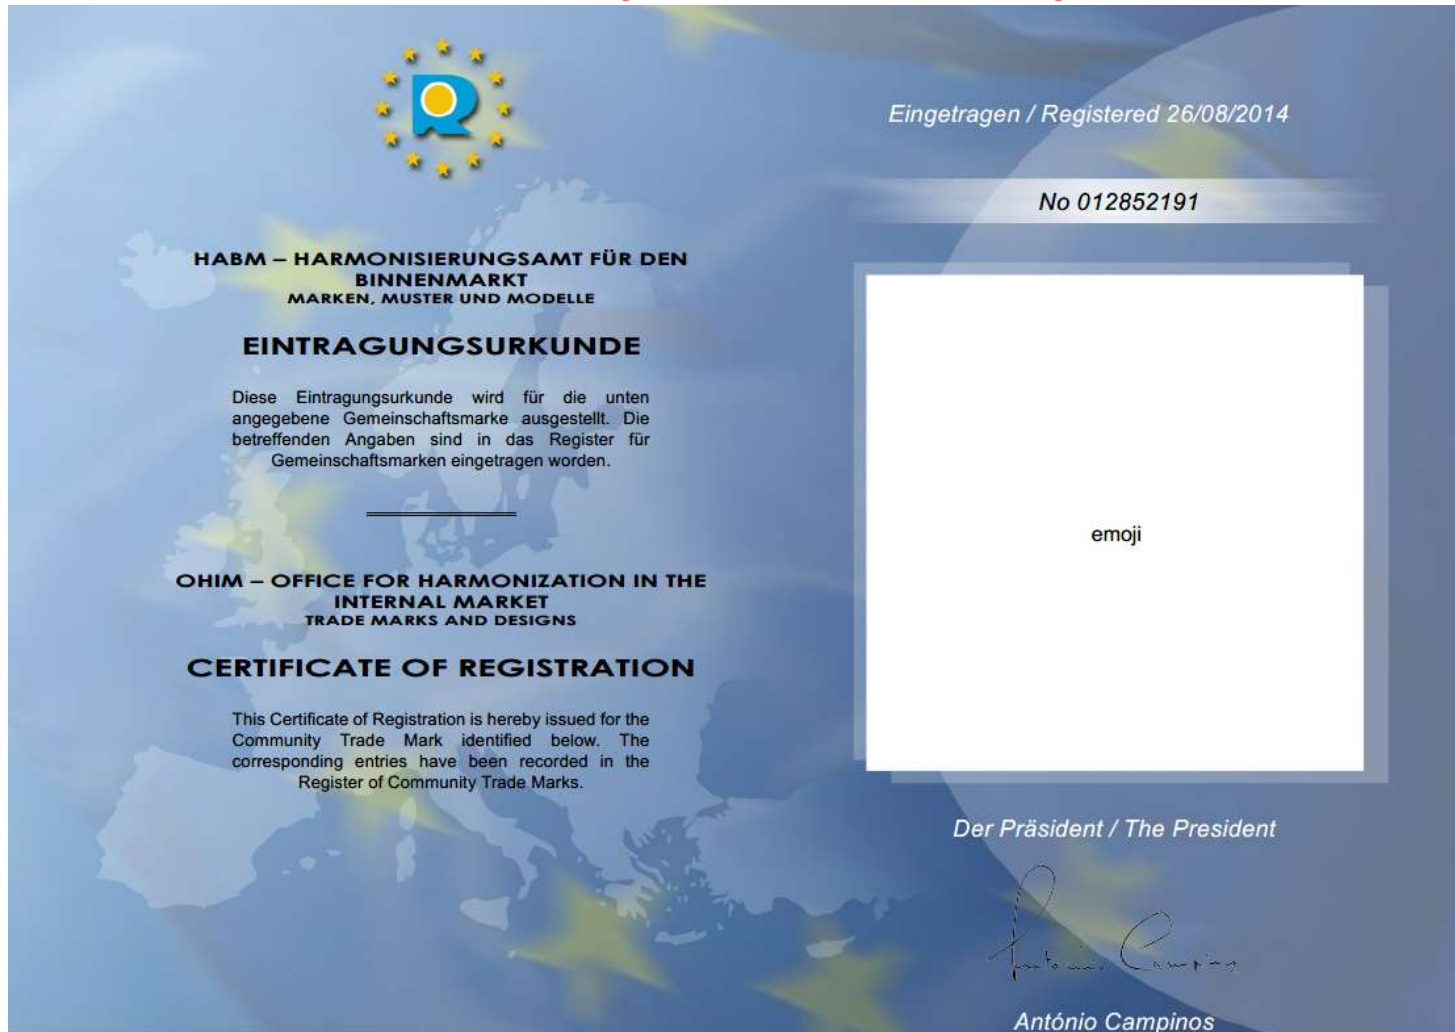 HABM – HARMONISIERUNGSAMT FÜR DEN
BINNENMARKT
MARKEN, MUSTER UND MODELLE
EINTRAGUNGSURKUNDE
Diese Eintragungsurkunde wird für die unten
angegebene Gemeinschaftsmarke ausgestellt. Die
betreffenden Angaben sind in das Register für
Gemeinschaftsmarken eingetragen worden.
OHIM – OFFICE FOR HARMONIZATION IN THE
INTERNAL MARKET
TRADE MARKS AND DESIGNS
CERTIFICATE OF REGISTRATION
This Certificate of Registration is hereby issued for the
Community Trade Mark identified below. The
corresponding entries have been recorded in the
Register of Community Trade Marks.
Eingetragen / Registered 26/08/2014
No 012852191
emoji
Der Präsident / The President
António Campinos
António Campinos